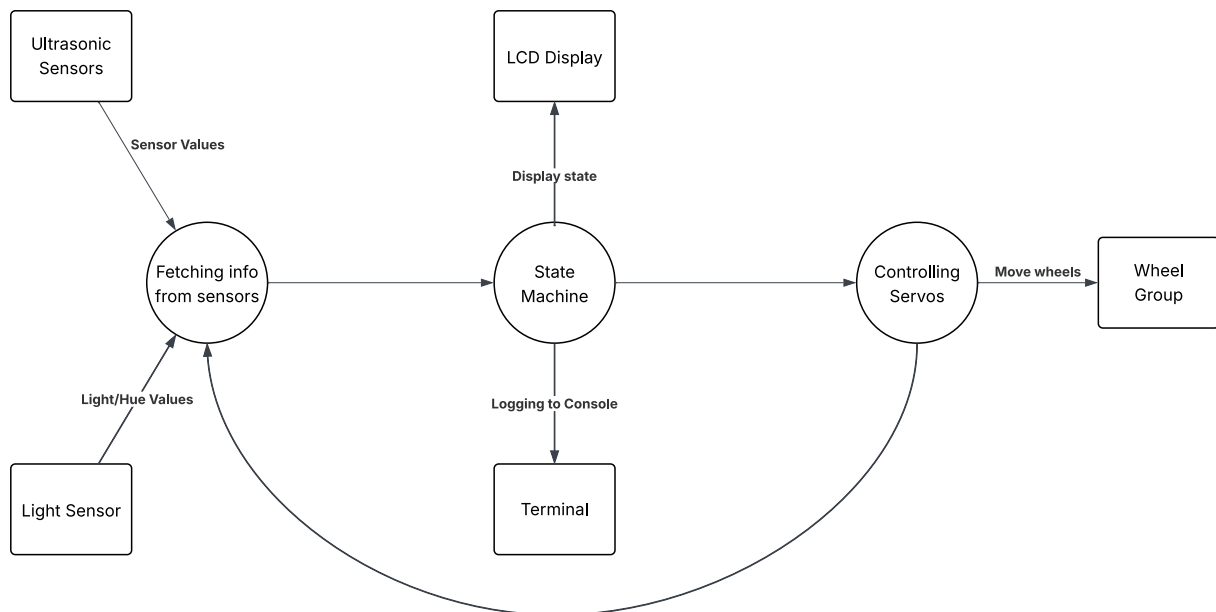 Ultrasonic
Sensors
LCD Display
Sensor Values
Display state
Fetching info
from sensors
State
Machine
Controlling
Servos
Move wheels
Wheel
Group
Light/Hue Values
Logging to Console
Light Sensor
Terminal